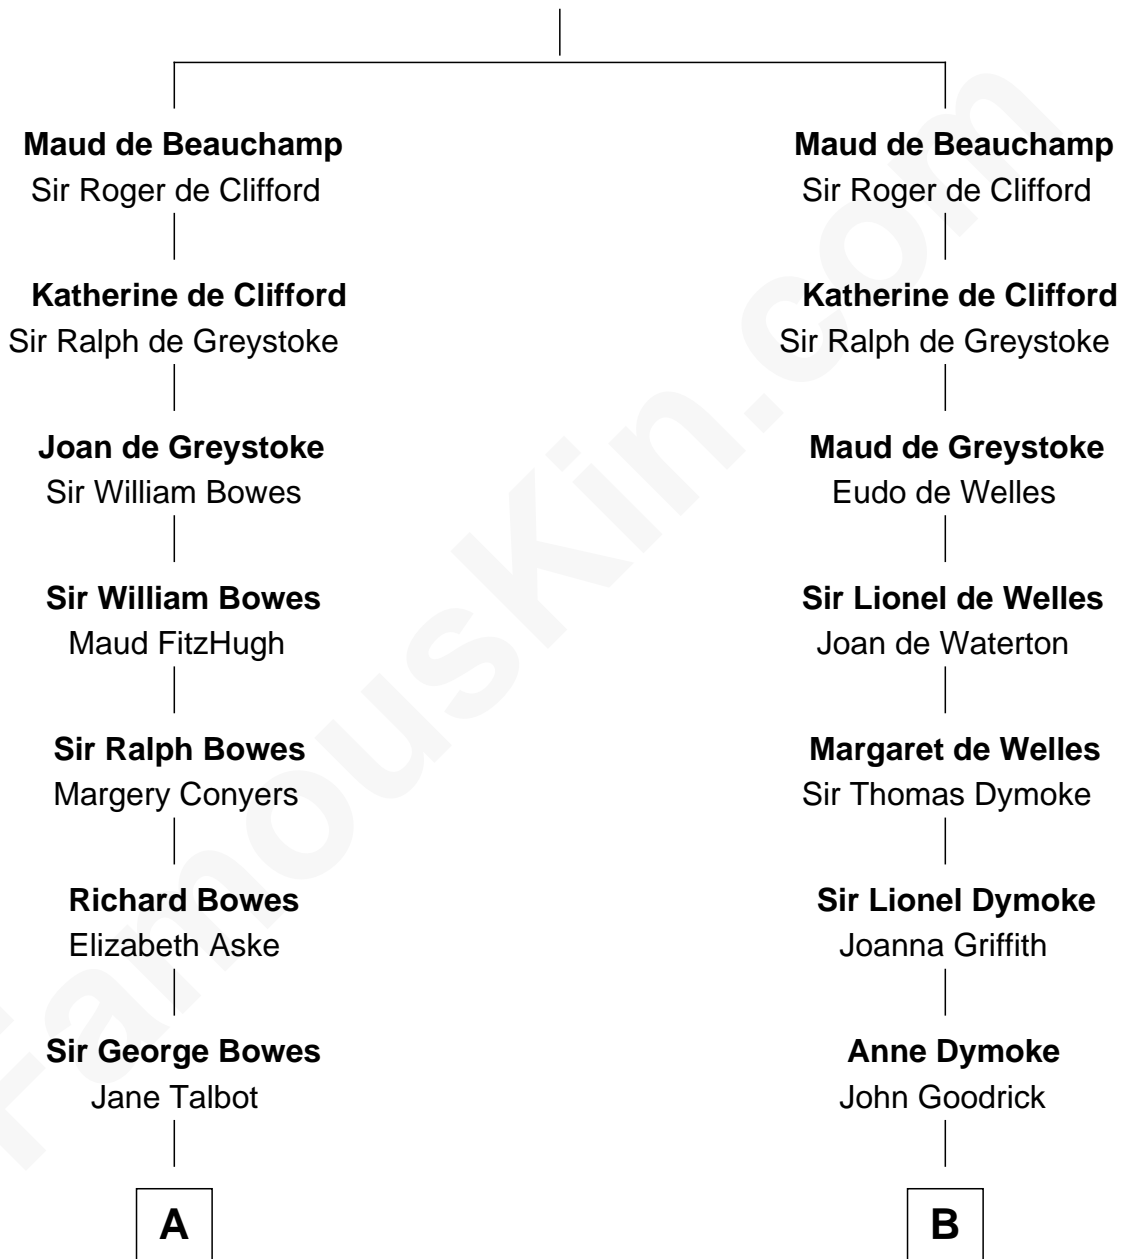 Maud de Beauchamp
Sir Roger de Clifford
Katherine de Clifford
Sir Ralph de Greystoke
Joan de Greystoke
Sir William Bowes
Sir William Bowes
Maud FitzHugh
Sir Ralph Bowes
Margery Conyers
Richard Bowes
Elizabeth Aske
Sir George Bowes
Jane Talbot
A
Maud de Beauchamp
Sir Roger de Clifford
Katherine de Clifford
Sir Ralph de Greystoke
Maud de Greystoke
Eudo de Welles
Sir Lionel de Welles
Joan de Waterton
Margaret de Welles
Sir Thomas Dymoke
Sir Lionel Dymoke
Joanna Griffith
Anne Dymoke
John Goodrick
B
FamousKin.com